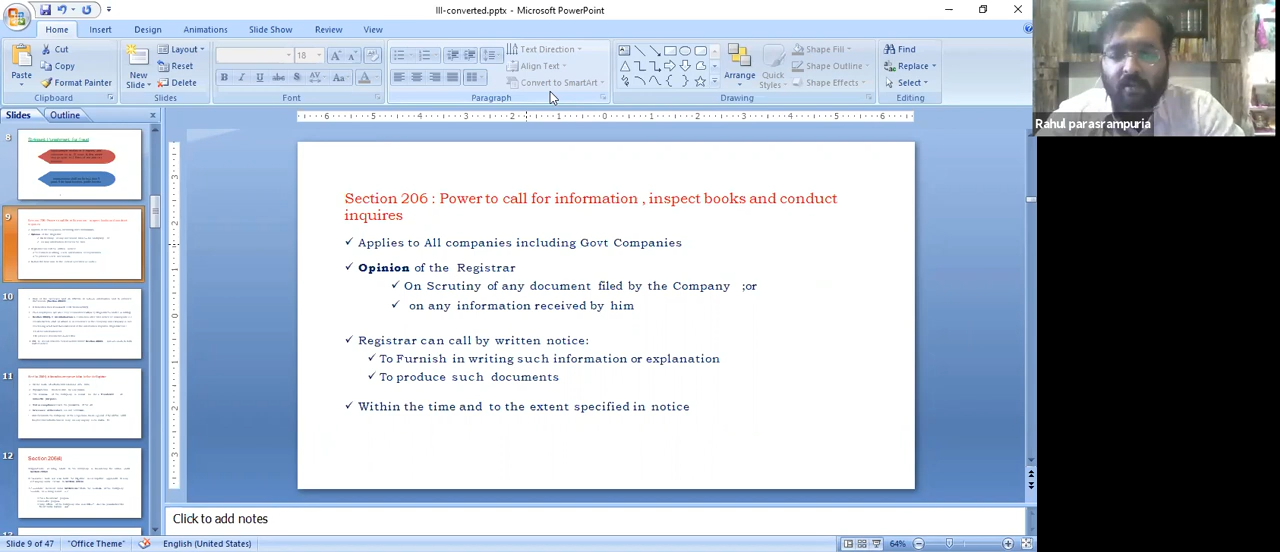 III-converted.pptx - Microsoft PowerPoint
Home Insert Design Animations Slide Show Review View
Paste
Cut
Copy
Format Painter
Clipboard
New Slide
Layout
Reset
Delete
Slides
18
Font
Text Direction
Align Text
Convert to SmartArt
Paragraph
Arrange
Quick Styles
Shape Fill
Shape Outline
Shape Effects
Drawing
Find
Replace
Select
Editing
Rahul parasrampuria
Slides Outline
8
9
10
11
12
Section 206 : Power to call for information , inspect books and conduct
inquires
Applies to All companies including Govt Companies
Opinion of the Registrar
On Scrutiny of any document filed by the Company ;or
on any information received by him
Registrar can call by written notice:
To Furnish in writing such information or explanation
To produce such documents
Within the time and to the extent specified in notice
Click to add notes
Slide 9 of 47 "Office Theme" English (United States) 64%